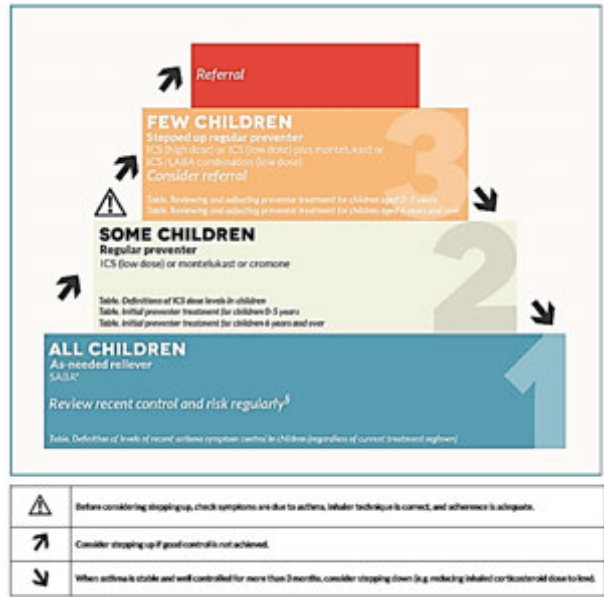 Referral
FEW CHILDREN
Stepped up regular preventer
ICS (high dose) or ICS (low dose) plus montelukast or
ICS/LABA combination (low dose)
Consider referral
Table. Reviewing and adjusting preventer treatment for children aged 2–5 years
Table. Reviewing and adjusting preventer treatment for children aged 6 years and over
3
SOME CHILDREN
Regular preventer
ICS (low dose) or montelukast or cromone
Table. Definitions of ICS dose levels in children
Table. Initial preventer treatment for children 0-5 years
Table. Initial preventer treatment for children 6 years and over
2
ALL CHILDREN
As-needed reliever
SABA*
Review recent control and risk regularly§
Table. Definition of levels of recent asthma symptom control in children (regardless of current treatment regimen)
1
Before considering stepping up, check symptoms are due to asthma, inhaler technique is correct, and adherence is adequate.
Consider stepping up if good control is not achieved.
When asthma is stable and well controlled for more than 3 months, consider stepping down (e.g. reducing inhaled corticosteroid dose to low).